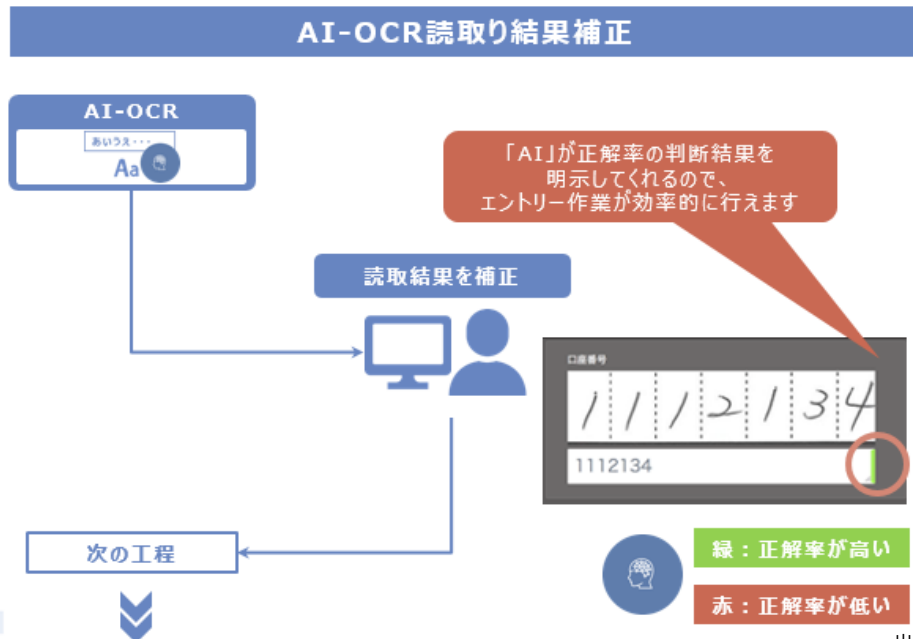 AI-OCR読取り結果補正
AI-OCR
あいうえ・・・
Aa
「AI」が正解率の判断結果を
明示してくれるので、
エントリー作業が効率的に行えます
読取結果を補正
口座番号
1112134
1112134
次の工程
緑：正解率が高い
赤：正解率が低い